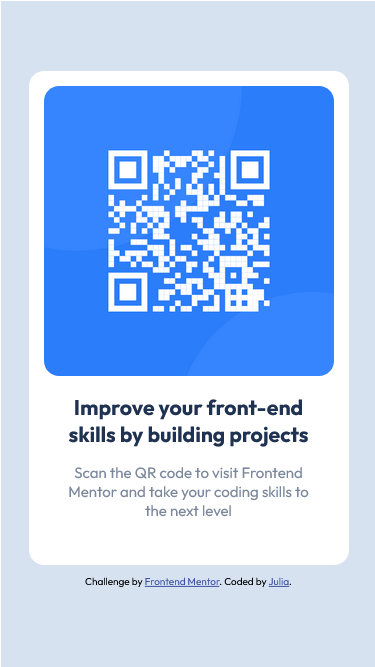 Improve your front-end
skills by building projects
Scan the QR code to visit Frontend
Mentor and take your coding skills to
the next level
Challenge by Frontend Mentor. Coded by Julia.